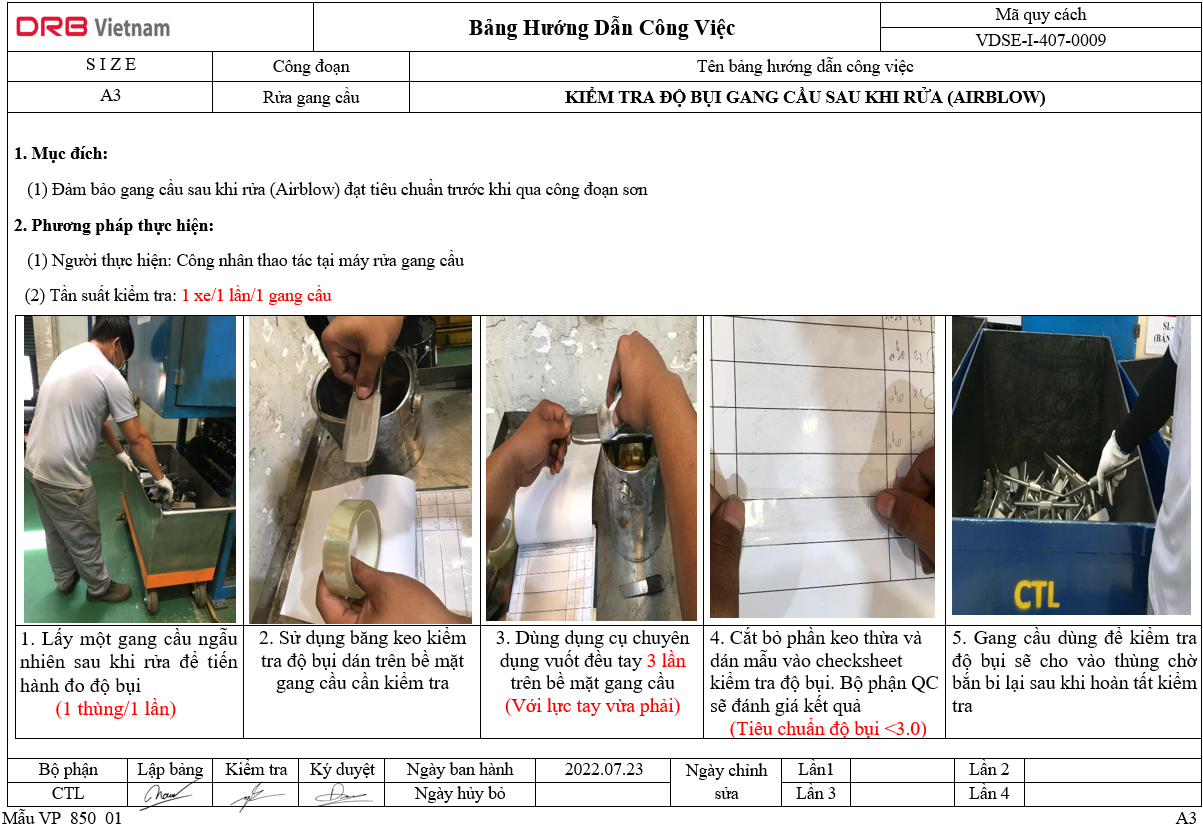 DRB Vietnam
Bảng Hướng Dẫn Công Việc
Mã quy cách
VDSE-I-407-0009
S I Z E
Công đoạn
Tên bảng hướng dẫn công việc
A3
Rửa gang cầu
KIỂM TRA ĐỘ BỤI GANG CẦU SAU KHI RỬA (AIRBLOW)
1. Mục đích:
(1) Đảm bảo gang cầu sau khi rửa (Airblow) đạt tiêu chuẩn trước khi qua công đoạn sơn
2. Phương pháp thực hiện:
(1) Người thực hiện: Công nhân thao tác tại máy rửa gang cầu
(2) Tần suất kiểm tra: 1 xe/1 lần/1 gang cầu
SL-
(BẮN
CTL
1. Lấy một gang cầu ngẫu
nhiên sau khi rửa để tiến
hành đo độ bụi
(1 thùng/1 lần)
2. Sử dụng băng keo kiểm
tra độ bụi dán trên bề mặt
gang cầu cần kiểm tra
3. Dùng dụng cụ chuyên
dụng vuốt đều tay 3 lần
trên bề mặt gang cầu
(Với lực tay vừa phải)
4. Cắt bỏ phần keo thừa và
dán mẫu vào checksheet
kiểm tra độ bụi. Bộ phận QC
sẽ đánh giá kết quả
(Tiêu chuẩn độ bụi <3.0)
5. Gang cầu dùng để kiểm tra
độ bụi sẽ cho vào thùng chờ
bắn bi lại sau khi hoàn tất kiểm
tra
Bộ phận
Lập bảng
Kiểm tra
Ký duyệt
Ngày ban hành
2022.07.23
Ngày chỉnh
sửa
Lần1
Lần 2
CTL
Ngày hủy bỏ
Lần 3
Lần 4
Mẫu VP_850_01
A3